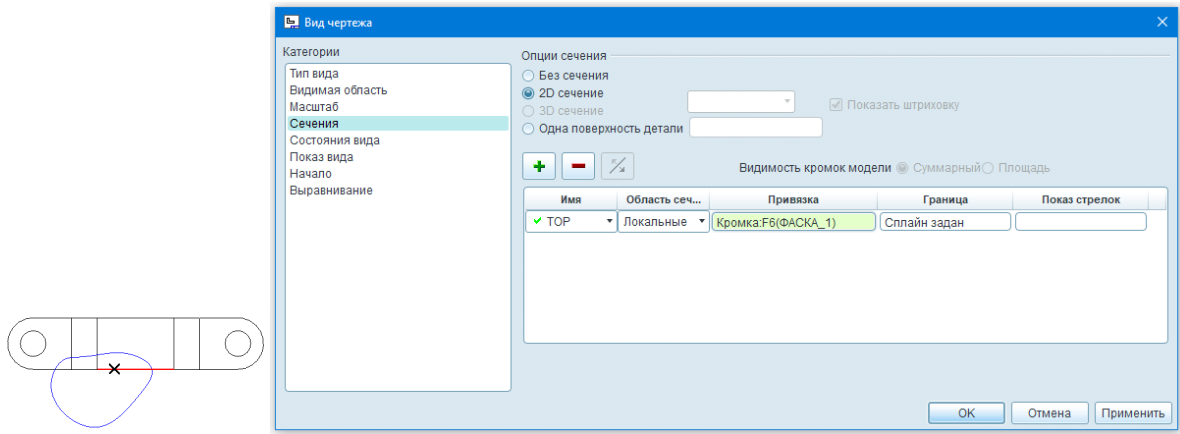 Вид чертежа
Категории
Тип вида
Видимая область
Масштаб
Сечения
Состояния вида
Показ вида
Начало
Выравнивание
Опции сечения
Без сечения
2D сечение
3D сечение
Показать штриховку
Одна поверхность детали
Видимость кромок модели Суммарный Площадь
Имя Область сеч... Привязка Граница Показ стрелок
TOP Локальные Кромка:F6(ФАСКА_1) Сплайн задан
OK Отмена Применить